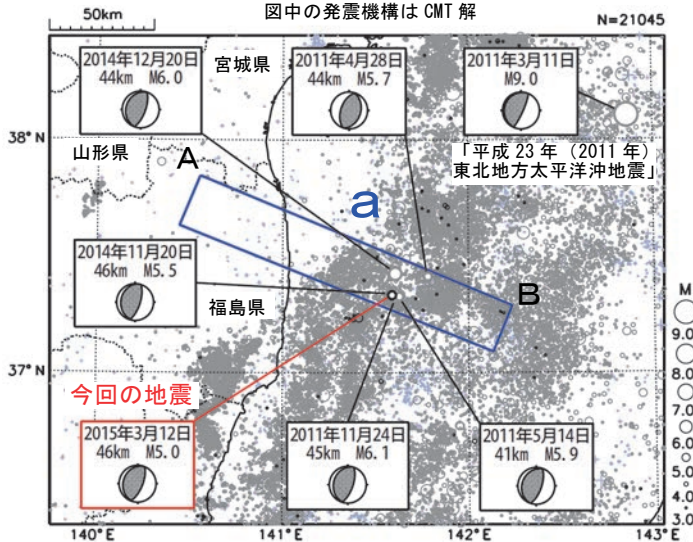 50km
図中の発震機構は CMT 解
N=21045
2014年12月20日
44km M6.0
宮城県
2011年4月28日
44km M5.7
2011年3月11日
M9.0
38°N
「平成 23 年 （2011 年）
東北地方太平洋沖地震」
山形県
A
a
2014年11月20日
46km M5.5
福島県
B
M
9.0
8.0
7.0
6.0
5.0
4.0
3.0
37°N
今回の地震
2015年3月12日
46km M5.0
2011年11月24日
45km M6.1
2011年5月14日
41km M5.9
140°E
141°E
142°E
143°E